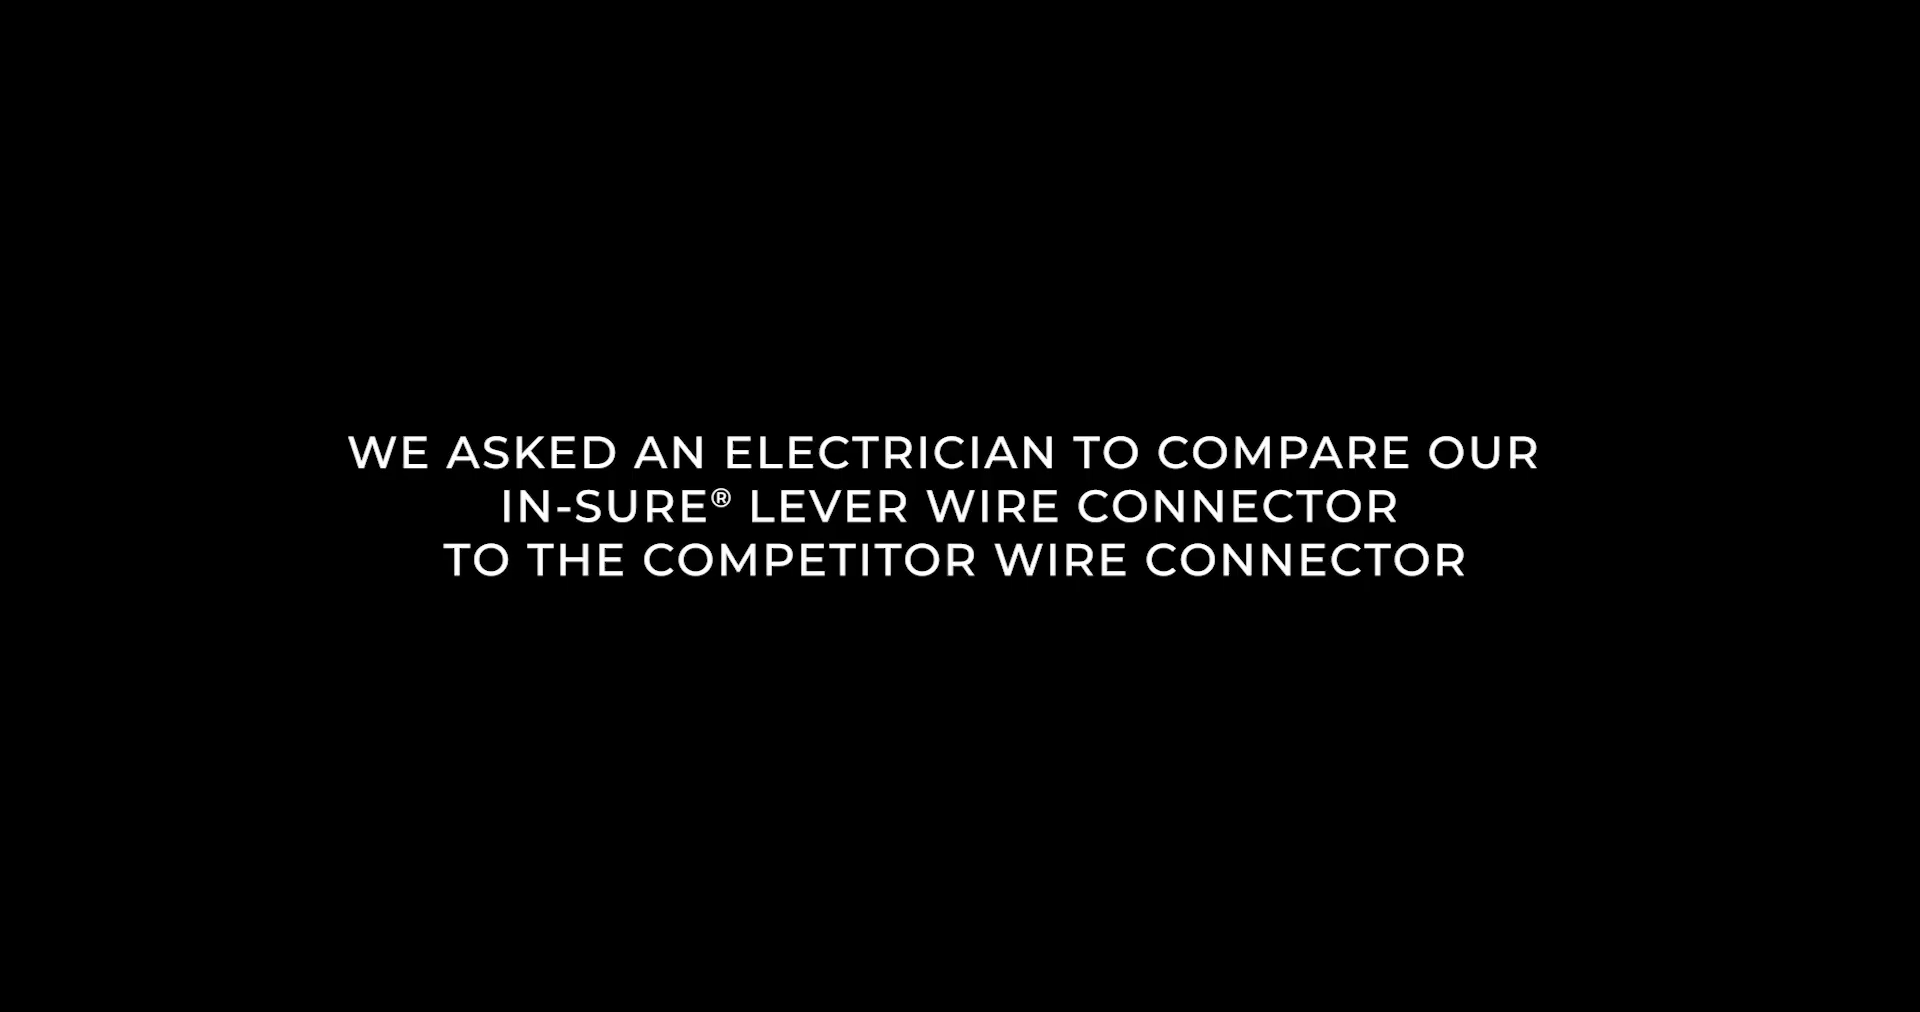 WE ASKED AN ELECTRICIAN TO COMPARE OUR
IN-SURE® LEVER WIRE CONNECTOR
TO THE COMPETITOR WIRE CONNECTOR